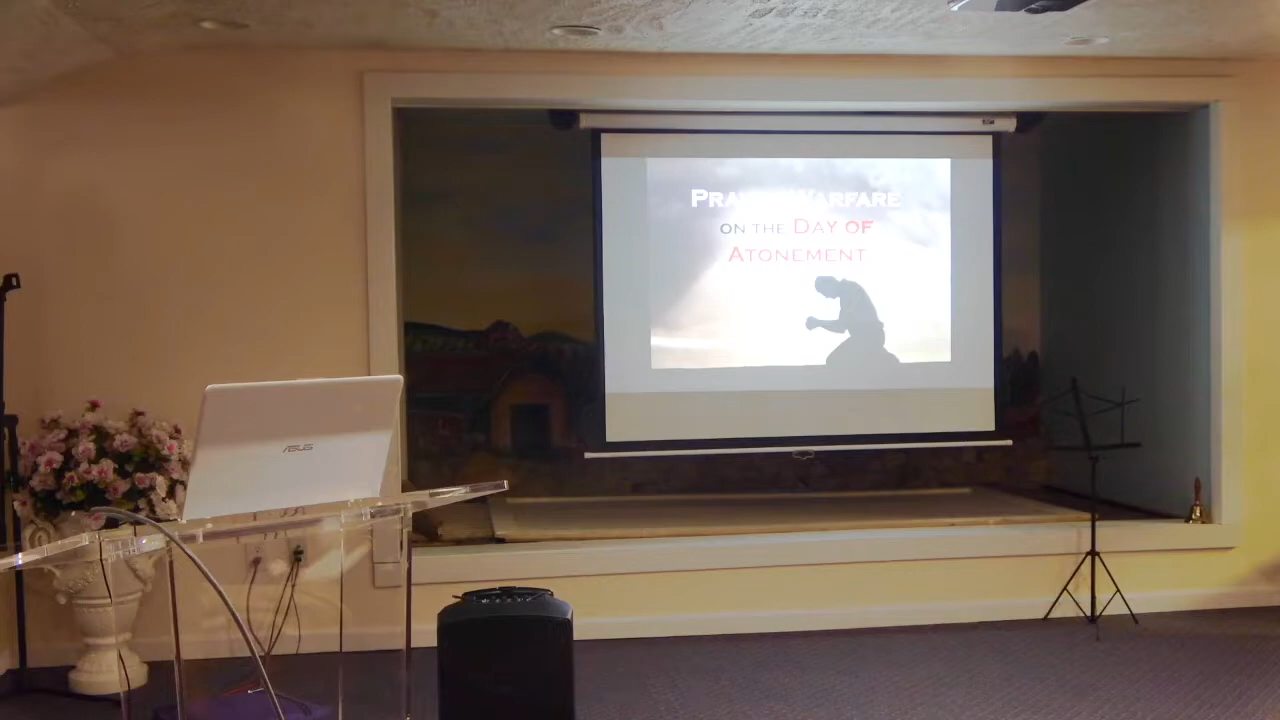 PRAYER WARFARE
ON THE DAY OF
ATONEMENT
ASUS